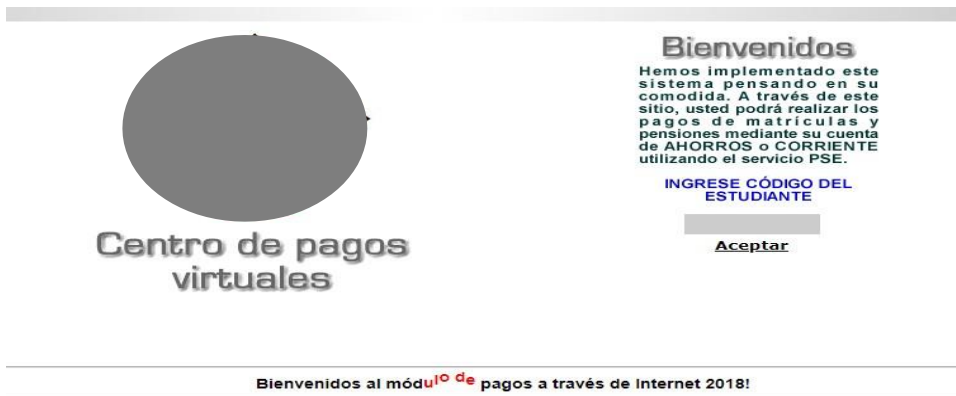 Bienvenidos
Hemos implementado este
sistema pensando en su
comodida. A través de este
sitio, usted podrá realizar los
pagos de matrículas y
pensiones mediante su cuenta
de AHORROS o CORRIENTE
utilizando el servicio PSE.
INGRESE CÓDIGO DEL
ESTUDIANTE
Aceptar
Centro de pagos
virtuales
Bienvenidos al módulo de pagos a través de Internet 2018!